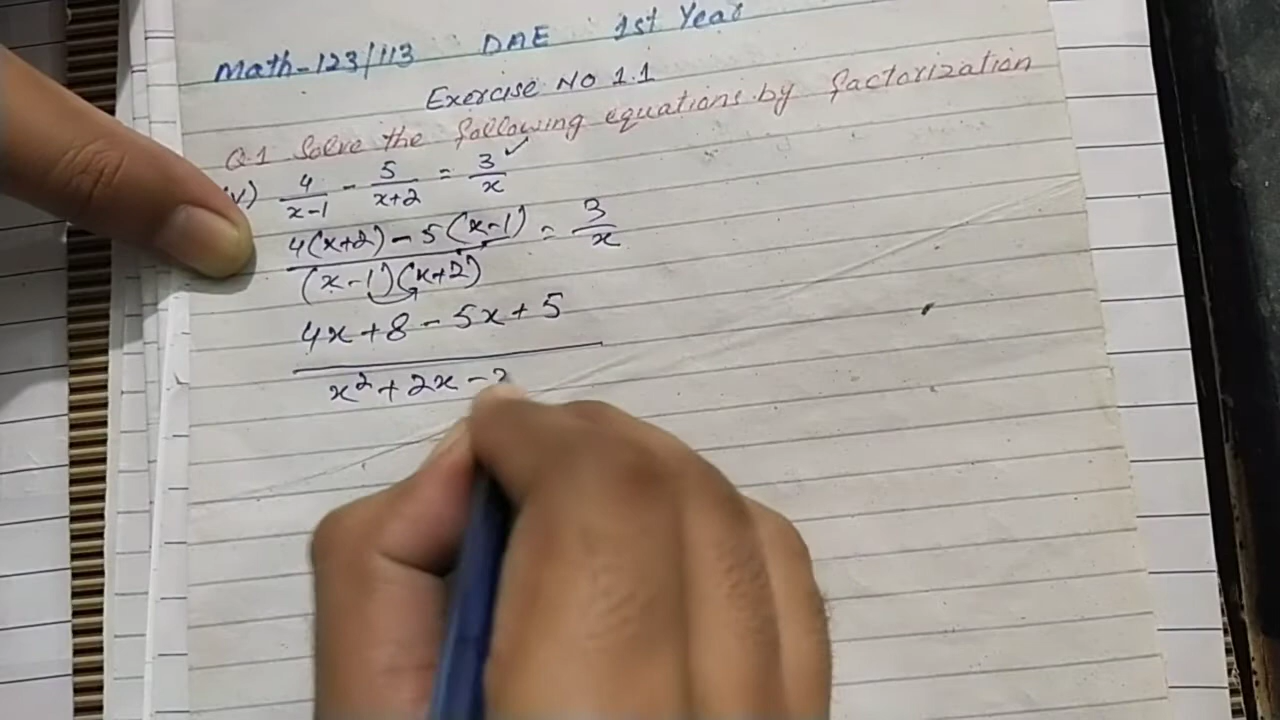 Math-123/113 DAE 1st Year
Exercise No 1.1
Q.1 Solve the following equations by factorization
v) 4/(x-1) - 5/(x+2) = 3/x ✓
(4(x+2) - 5(x-1))/((x-1)(x+2)) = 3/x
4x+8-5x+5
x²+2x-